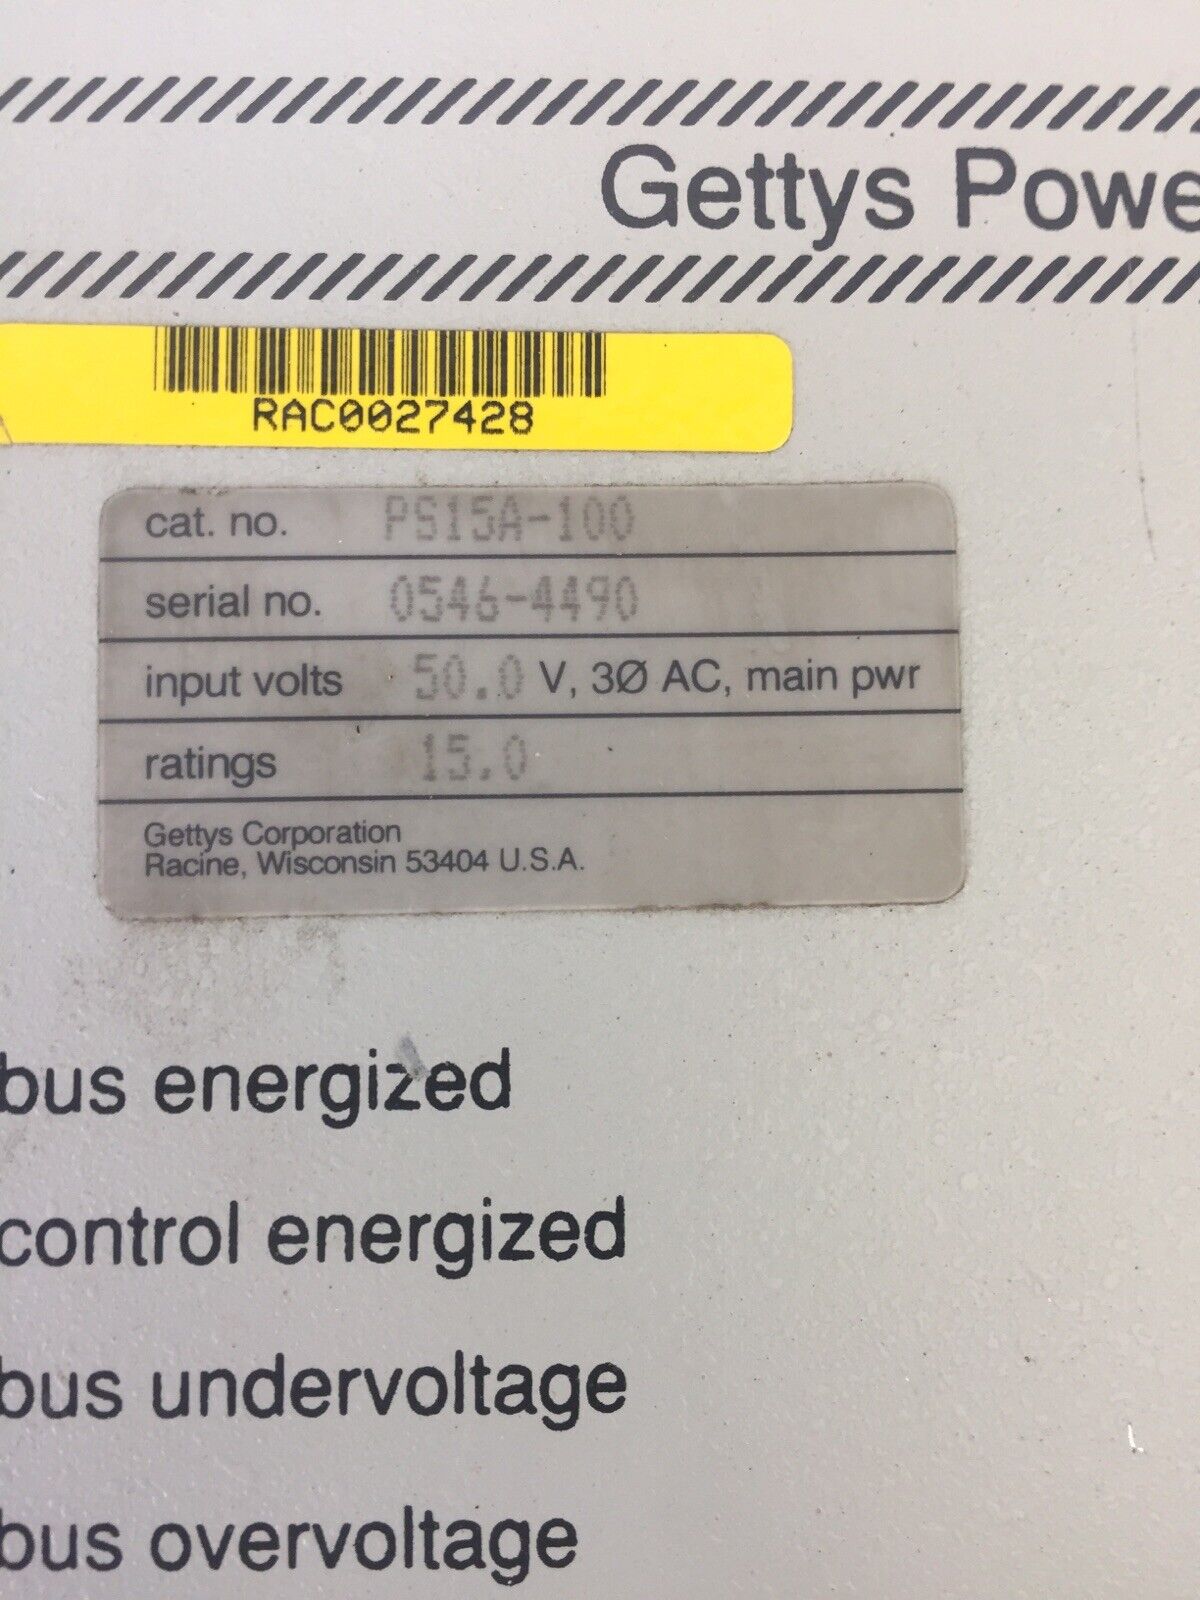 Gettys Powe
RAC0027428
cat. no. PS15A-100
serial no. 0546-4490
input volts 50.0 V, 3Ø AC, main pwr
ratings 15.0
Gettys Corporation
Racine, Wisconsin 53404 U.S.A.
bus energized
control energized
bus undervoltage
bus overvoltage